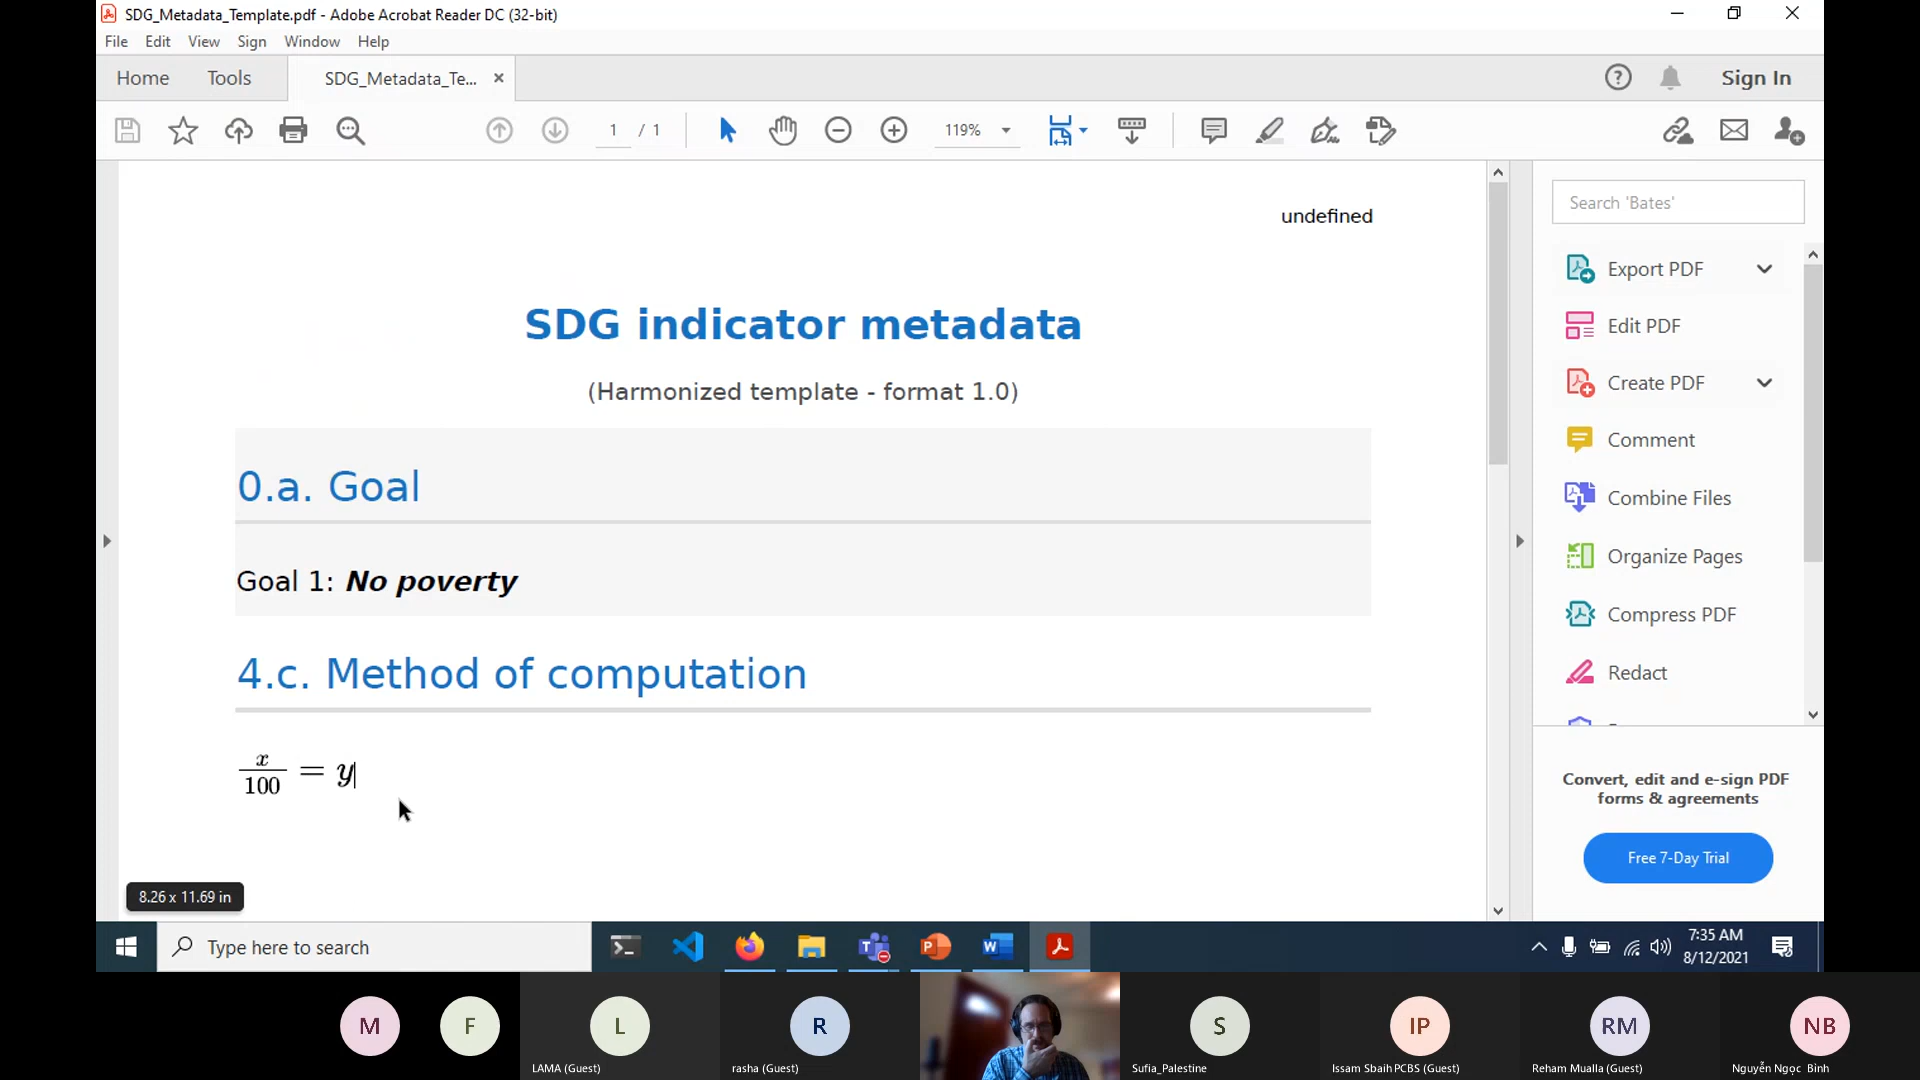 SDG_Metadata_Template.pdf - Adobe Acrobat Reader DC (32-bit)
File Edit View Sign Window Help
Home Tools SDG_Metadata_Te... Sign In
1 / 1 119%
undefined
Search 'Bates'
SDG indicator metadata
(Harmonized template - format 1.0)
0.a. Goal
Goal 1: No poverty
4.c. Method of computation
x/100 = y
Export PDF
Edit PDF
Create PDF
Comment
Combine Files
Organize Pages
Compress PDF
Redact
Convert, edit and e-sign PDF
forms & agreements
Free 7-Day Trial
8.26 x 11.69 in
Type here to search
7:35 AM
8/12/2021
M F L R S IP RM NB
LAMA (Guest) rasha (Guest) Sufia_Palestine Issam Sbaih PCBS (Guest) Reham Mualla (Guest) Nguyễn Ngọc Bình